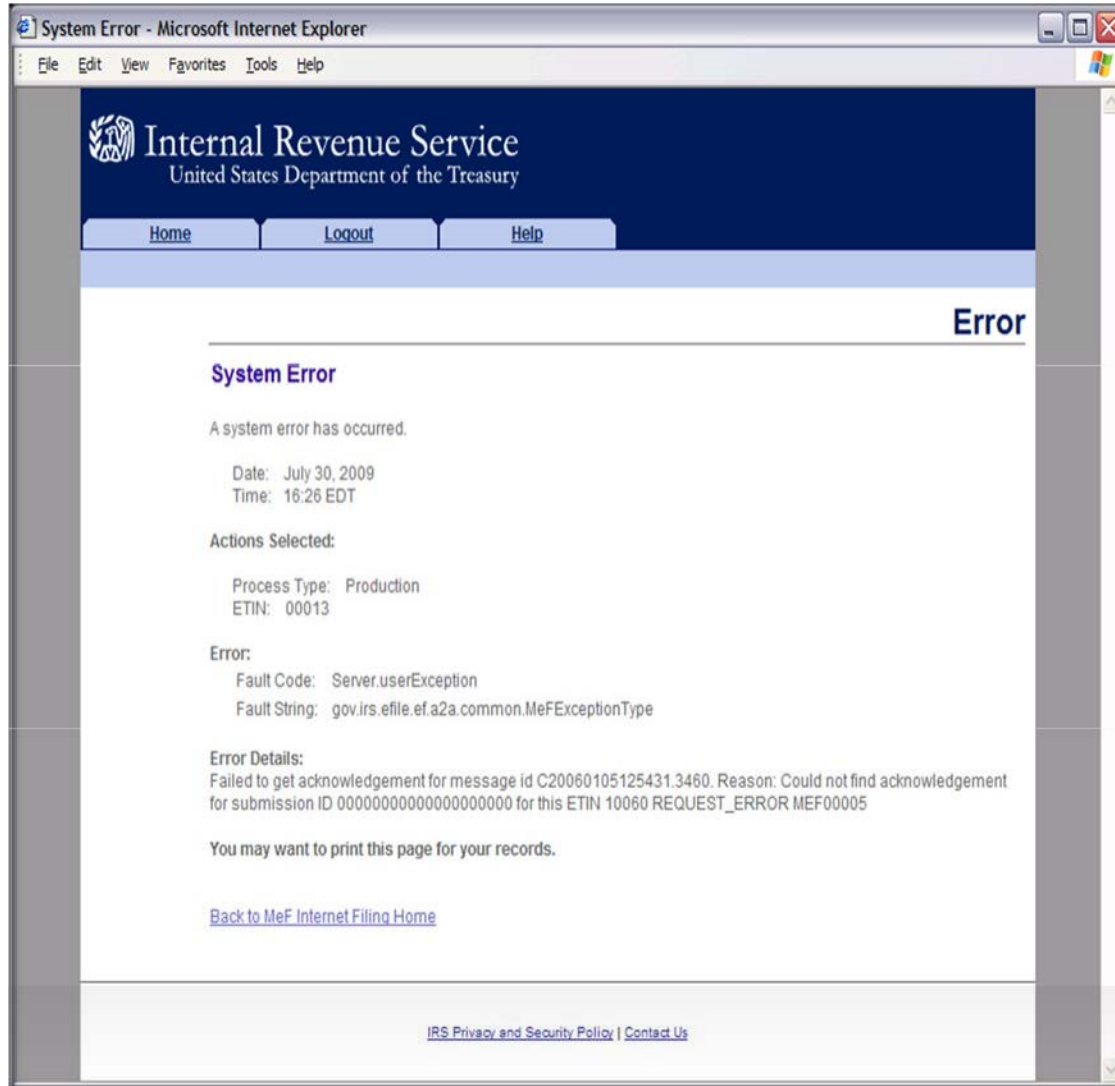 System Error - Microsoft Internet Explorer
File Edit View Favorites Tools Help
Internal Revenue Service
United States Department of the Treasury
Home Logout Help
Error
System Error
A system error has occurred.
Date: July 30, 2009
Time: 16:26 EDT
Actions Selected:
Process Type: Production
ETIN: 00013
Error:
Fault Code: Server.userException
Fault String: gov.irs.efile.ef.a2a.common.MeFExceptionType
Error Details:
Failed to get acknowledgement for message id C20060105125431.3460. Reason: Could not find acknowledgement
for submission ID 00000000000000000000 for this ETIN 10060 REQUEST_ERROR MEF00005
You may want to print this page for your records.
Back to MeF Internet Filing Home
IRS Privacy and Security Policy | Contact Us